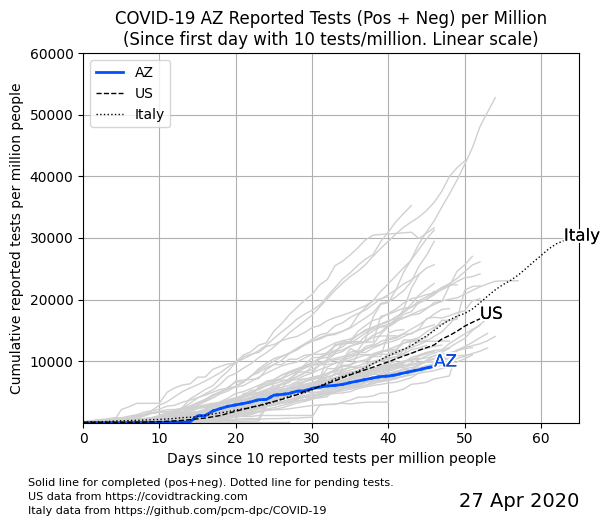 COVID-19 AZ Reported Tests (Pos + Neg) per Million
(Since first day with 10 tests/million. Linear scale)
Cumulative reported tests per million people
60000
50000
40000
30000
20000
10000
AZ
US
Italy
Italy
US
AZ
0
10
20
30
40
50
60
Days since 10 reported tests per million people
Solid line for completed (pos+neg). Dotted line for pending tests.
US data from https://covidtracking.com
Italy data from https://github.com/pcm-dpc/COVID-19
27 Apr 2020